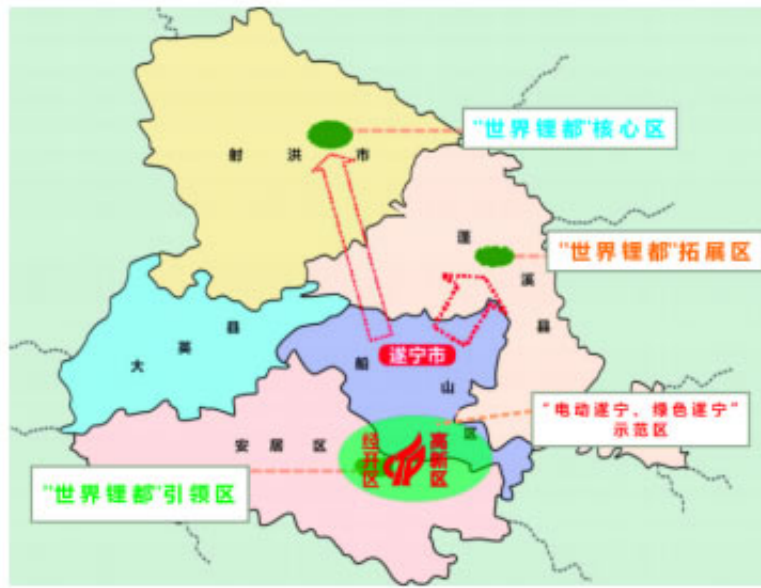 "世界锂都"核心区
射洪市
"世界锂都"拓展区
蓬溪县
大英县
遂宁市
船山区
"电动遂宁、绿色遂宁"
示范区
安居区
经开区
高新区
"世界锂都"引领区